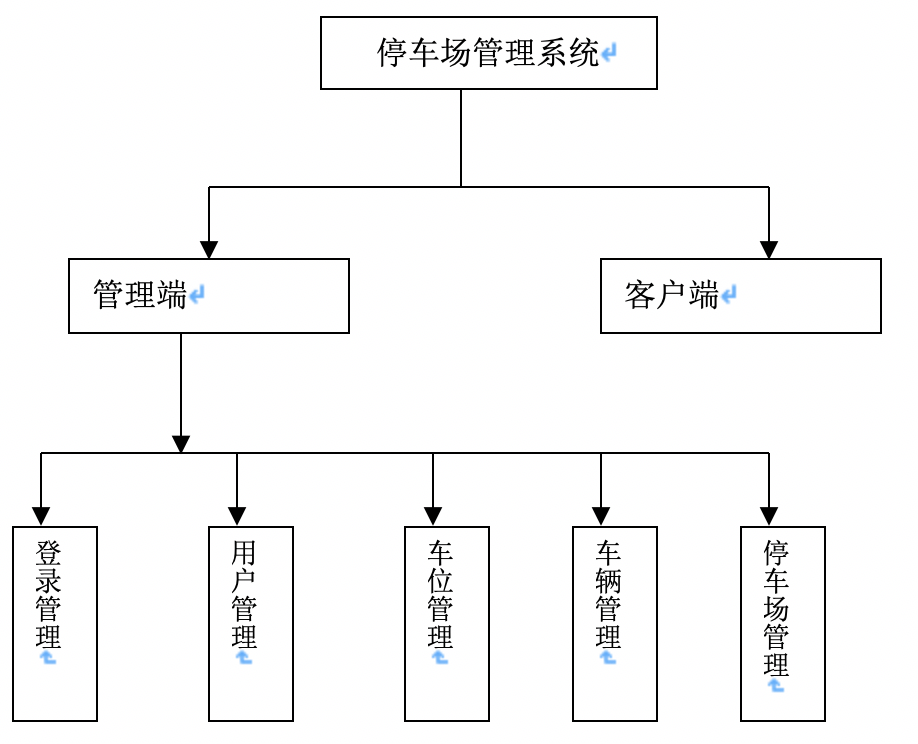 停车场管理系统
管理端
客户端
登录管理
用户管理
车位管理
车辆管理
停车场管理